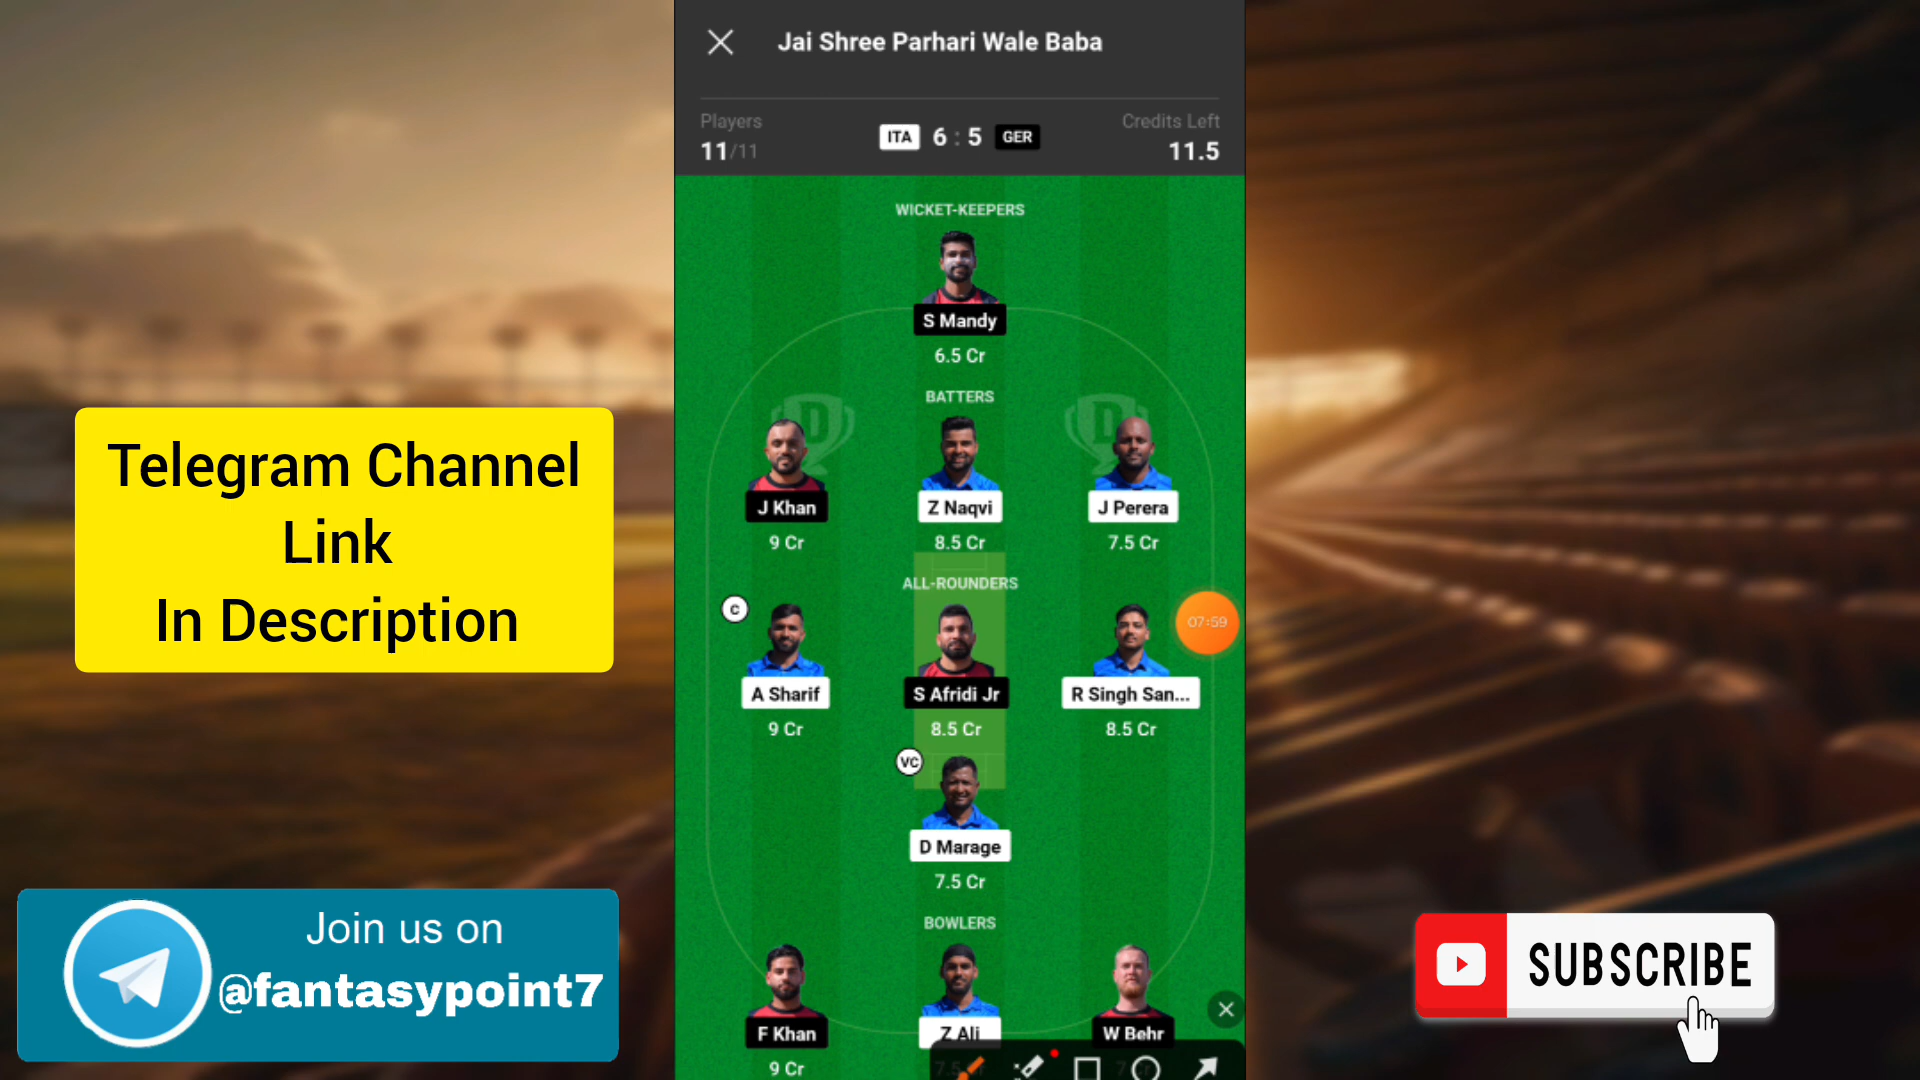 Jai Shree Parhari Wale Baba
Players
11/11
ITA 6 : 5 GER
Credits Left
11.5
WICKET-KEEPERS
S Mandy
6.5 Cr
BATTERS
J Khan
9 Cr
Z Naqvi
8.5 Cr
J Perera
7.5 Cr
ALL-ROUNDERS
C
A Sharif
9 Cr
S Afridi Jr
8.5 Cr
R Singh San...
8.5 Cr
07:59
VC
D Marage
7.5 Cr
BOWLERS
F Khan
9 Cr
Z Ali
W Behr
Telegram Channel
Link
In Description
Join us on
@fantasypoint7
SUBSCRIBE